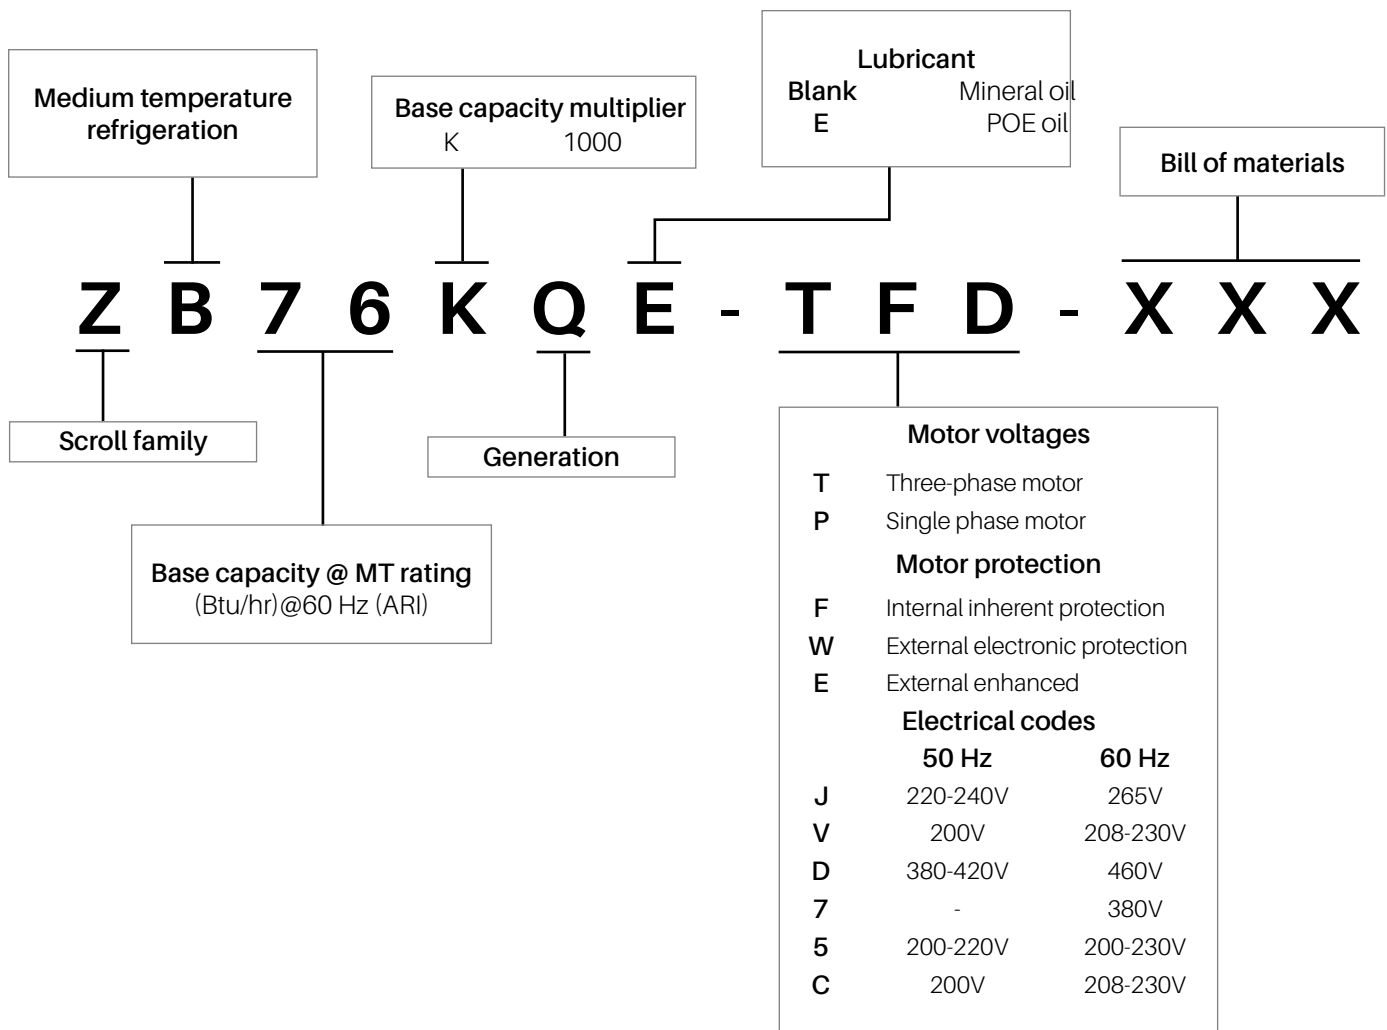 Medium temperature
refrigeration
Base capacity multiplier
K 1000
Lubricant
Blank Mineral oil
E POE oil
Bill of materials
Z B 7 6 K Q E - T F D - X X X
Scroll family
Generation
Base capacity @ MT rating
(Btu/hr)@60 Hz (ARI)
Motor voltages
T Three-phase motor
P Single phase motor
Motor protection
F Internal inherent protection
W External electronic protection
E External enhanced
Electrical codes
50 Hz 60 Hz
J 220-240V 265V
V 200V 208-230V
D 380-420V 460V
7 - 380V
5 200-220V 200-230V
C 200V 208-230V